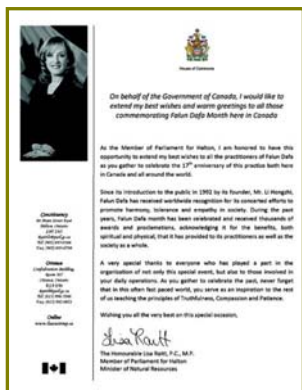 House of Commons
On behalf of the Government of Canada, I would like to
extend my best wishes and warm greetings to all those
commemorating Falun Dafa Month here in Canada
As the Member of Parliament for Halton, I am honored to have this
opportunity to extend my best wishes to all the practitioners of Falun Dafa
as you gather to celebrate the 17th anniversary of this practice both here
in Canada and all around the world.
Since its introduction to the public in 1992 by its founder, Mr. Li Hongzhi,
Falun Dafa has received worldwide recognition for its concerted efforts to
promote harmony, tolerance and empathy in society. During the past
years, Falun Dafa month has been celebrated and received thousands of
awards and proclamations, acknowledging it for the benefits, both
spiritual and physical, that it has provided to its practitioners as well as the
society as a whole.
A very special thanks to everyone who has played a part in the
organization of not only this special event, but also to those involved in
your daily operations. As you gather to celebrate the past, never forget
that in this often fast paced world, you serve as an inspiration to the rest
of us teaching the principles of Truthfulness, Compassion and Patience.
Wishing you all the very best on this special occasion,
Lisa Raitt
The Honourable Lisa Raitt, P.C., M.P.
Member of Parliament for Halton
Minister of Natural Resources
Constituency
Ottawa
Confederation Building
Online